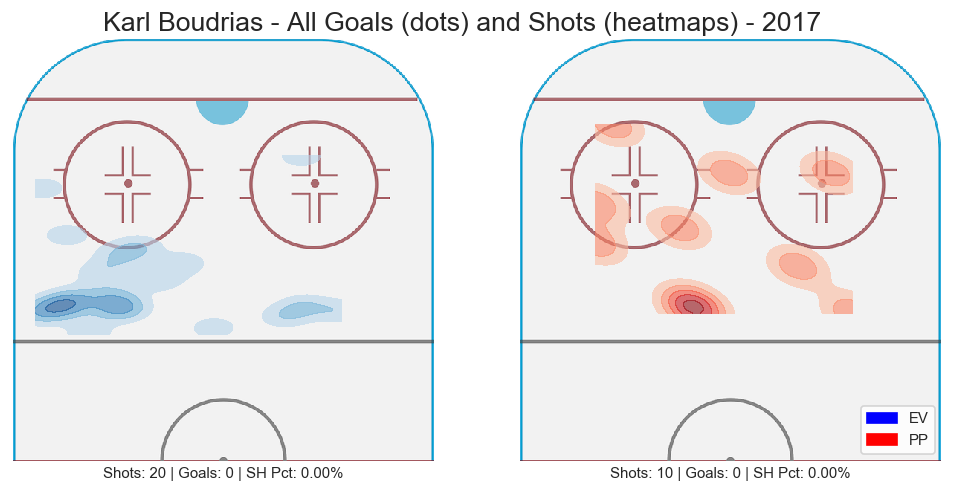 Karl Boudrias - All Goals (dots) and Shots (heatmaps) - 2017
EV
PP
Shots: 20 | Goals: 0 | SH Pct: 0.00%
Shots: 10 | Goals: 0 | SH Pct: 0.00%